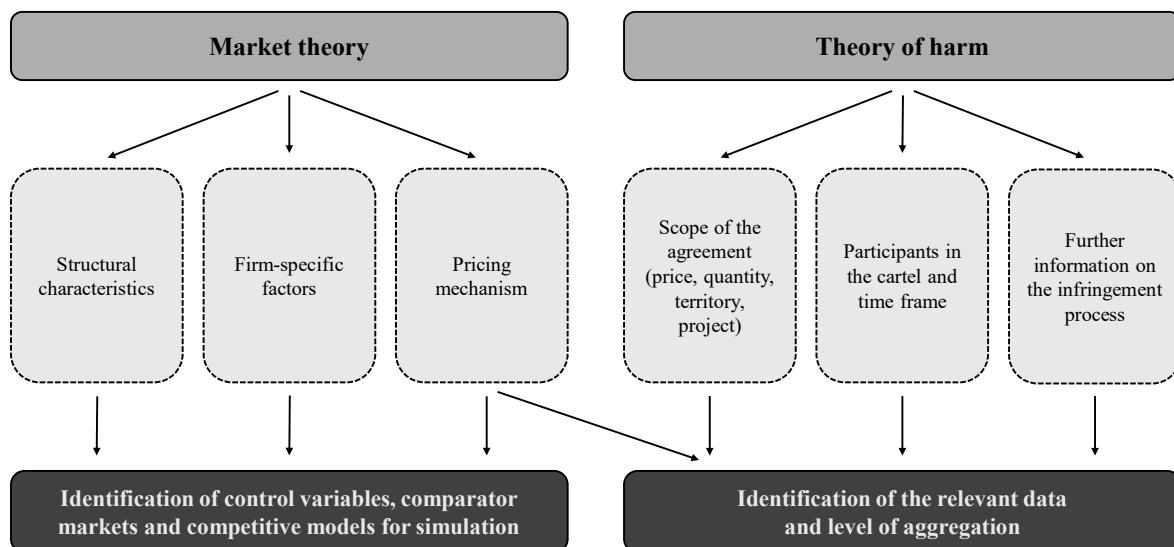 Market theory
Theory of harm
Structural
characteristics
Firm-specific
factors
Pricing
mechanism
Scope of the
agreement
(price, quantity,
territory,
project)
Participants in
the cartel and
time frame
Further
information on
the infringement
process
Identification of control variables, comparator
markets and competitive models for simulation
Identification of the relevant data
and level of aggregation